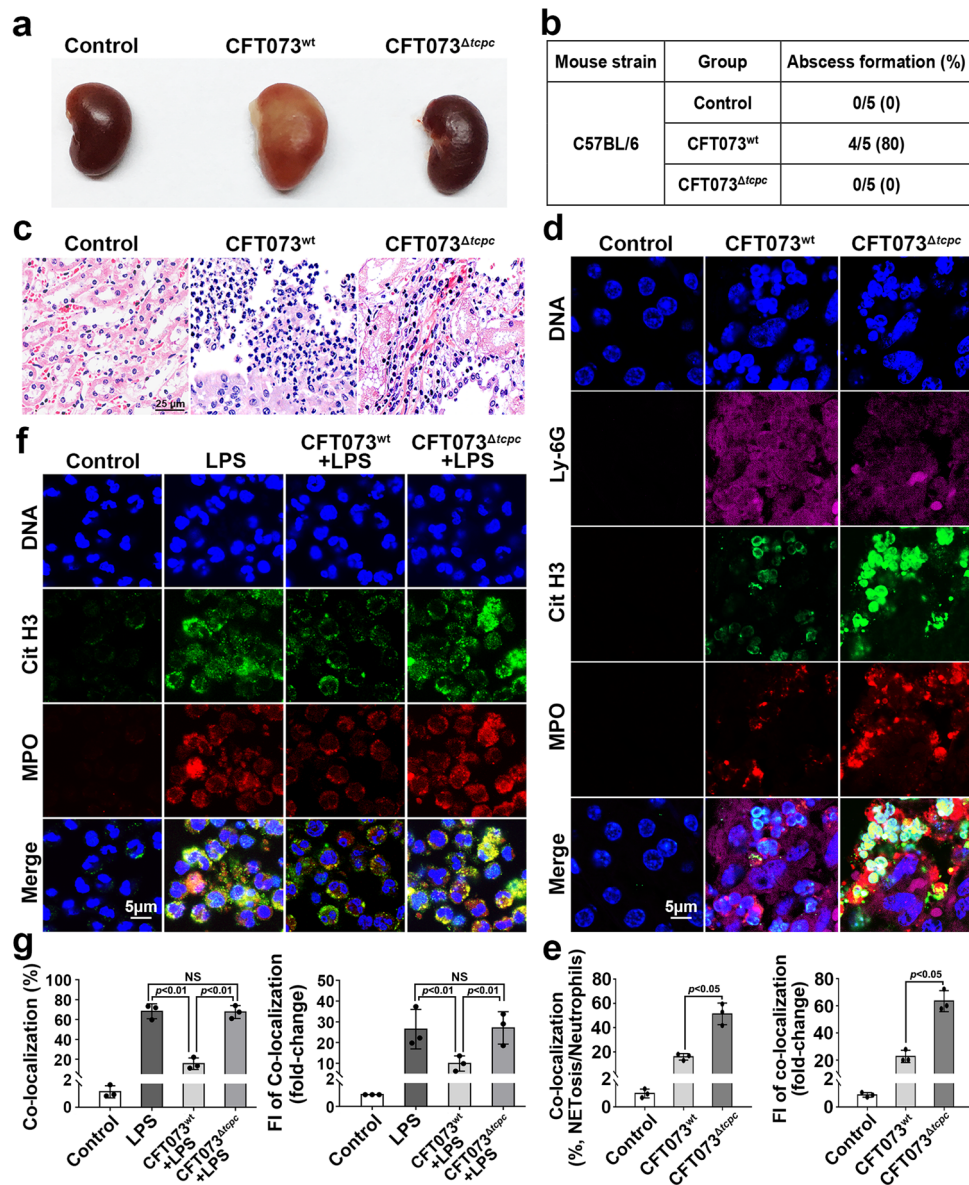 a
Control
CFT073wt
CFT073Δtcpc
b
Mouse strain
Group
Abscess formation (%)
C57BL/6
Control
0/5 (0)
CFT073wt
4/5 (80)
CFT073Δtcpc
0/5 (0)
c
Control
CFT073wt
CFT073Δtcpc
25 μm
d
Control
CFT073wt
CFT073Δtcpc
DNA
Ly-6G
Cit H3
MPO
Merge
5μm
f
Control
LPS
CFT073wt
+LPS
CFT073Δtcpc
+LPS
DNA
Cit H3
MPO
Merge
5μm
g
Co-localization (%)
100
80
60
40
20
2
0
NS
p<0.01
p<0.01
Control
LPS
CFT073wt
+LPS
CFT073Δtcpc
+LPS
FI of Co-localization
(fold-change)
50
40
30
20
10
2
0
NS
p<0.01
p<0.01
Control
LPS
CFT073wt
+LPS
CFT073Δtcpc
+LPS
e
Co-localization
(%, NETosis/Neutrophils)
80
60
40
20
2
0
p<0.05
Control
CFT073wt
CFT073Δtcpc
FI of co-localization
(fold-change)
80
60
40
20
2
0
p<0.05
Control
CFT073wt
CFT073Δtcpc